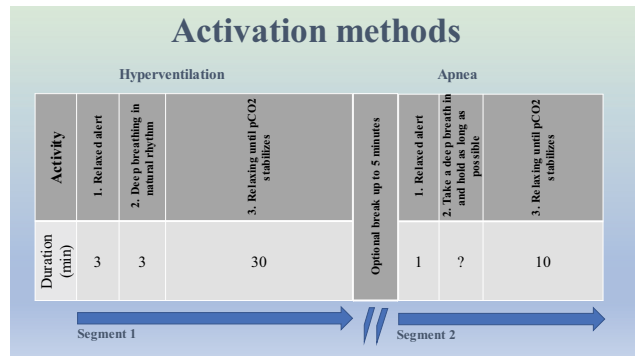 Activation methods
Hyperventilation
Apnea
Activity
1. Relaxed alert
2. Deep breathing in
natural rhythm
3. Relaxing until pCO2
stabilizes
Optional break up to 5 minutes
1. Relaxed alert
2. Take a deep breath in
and hold as long as
possible
3. Relaxing until pCO2
stabilizes
Duration
(min)
3
3
30
1
?
10
Segment 1
Segment 2